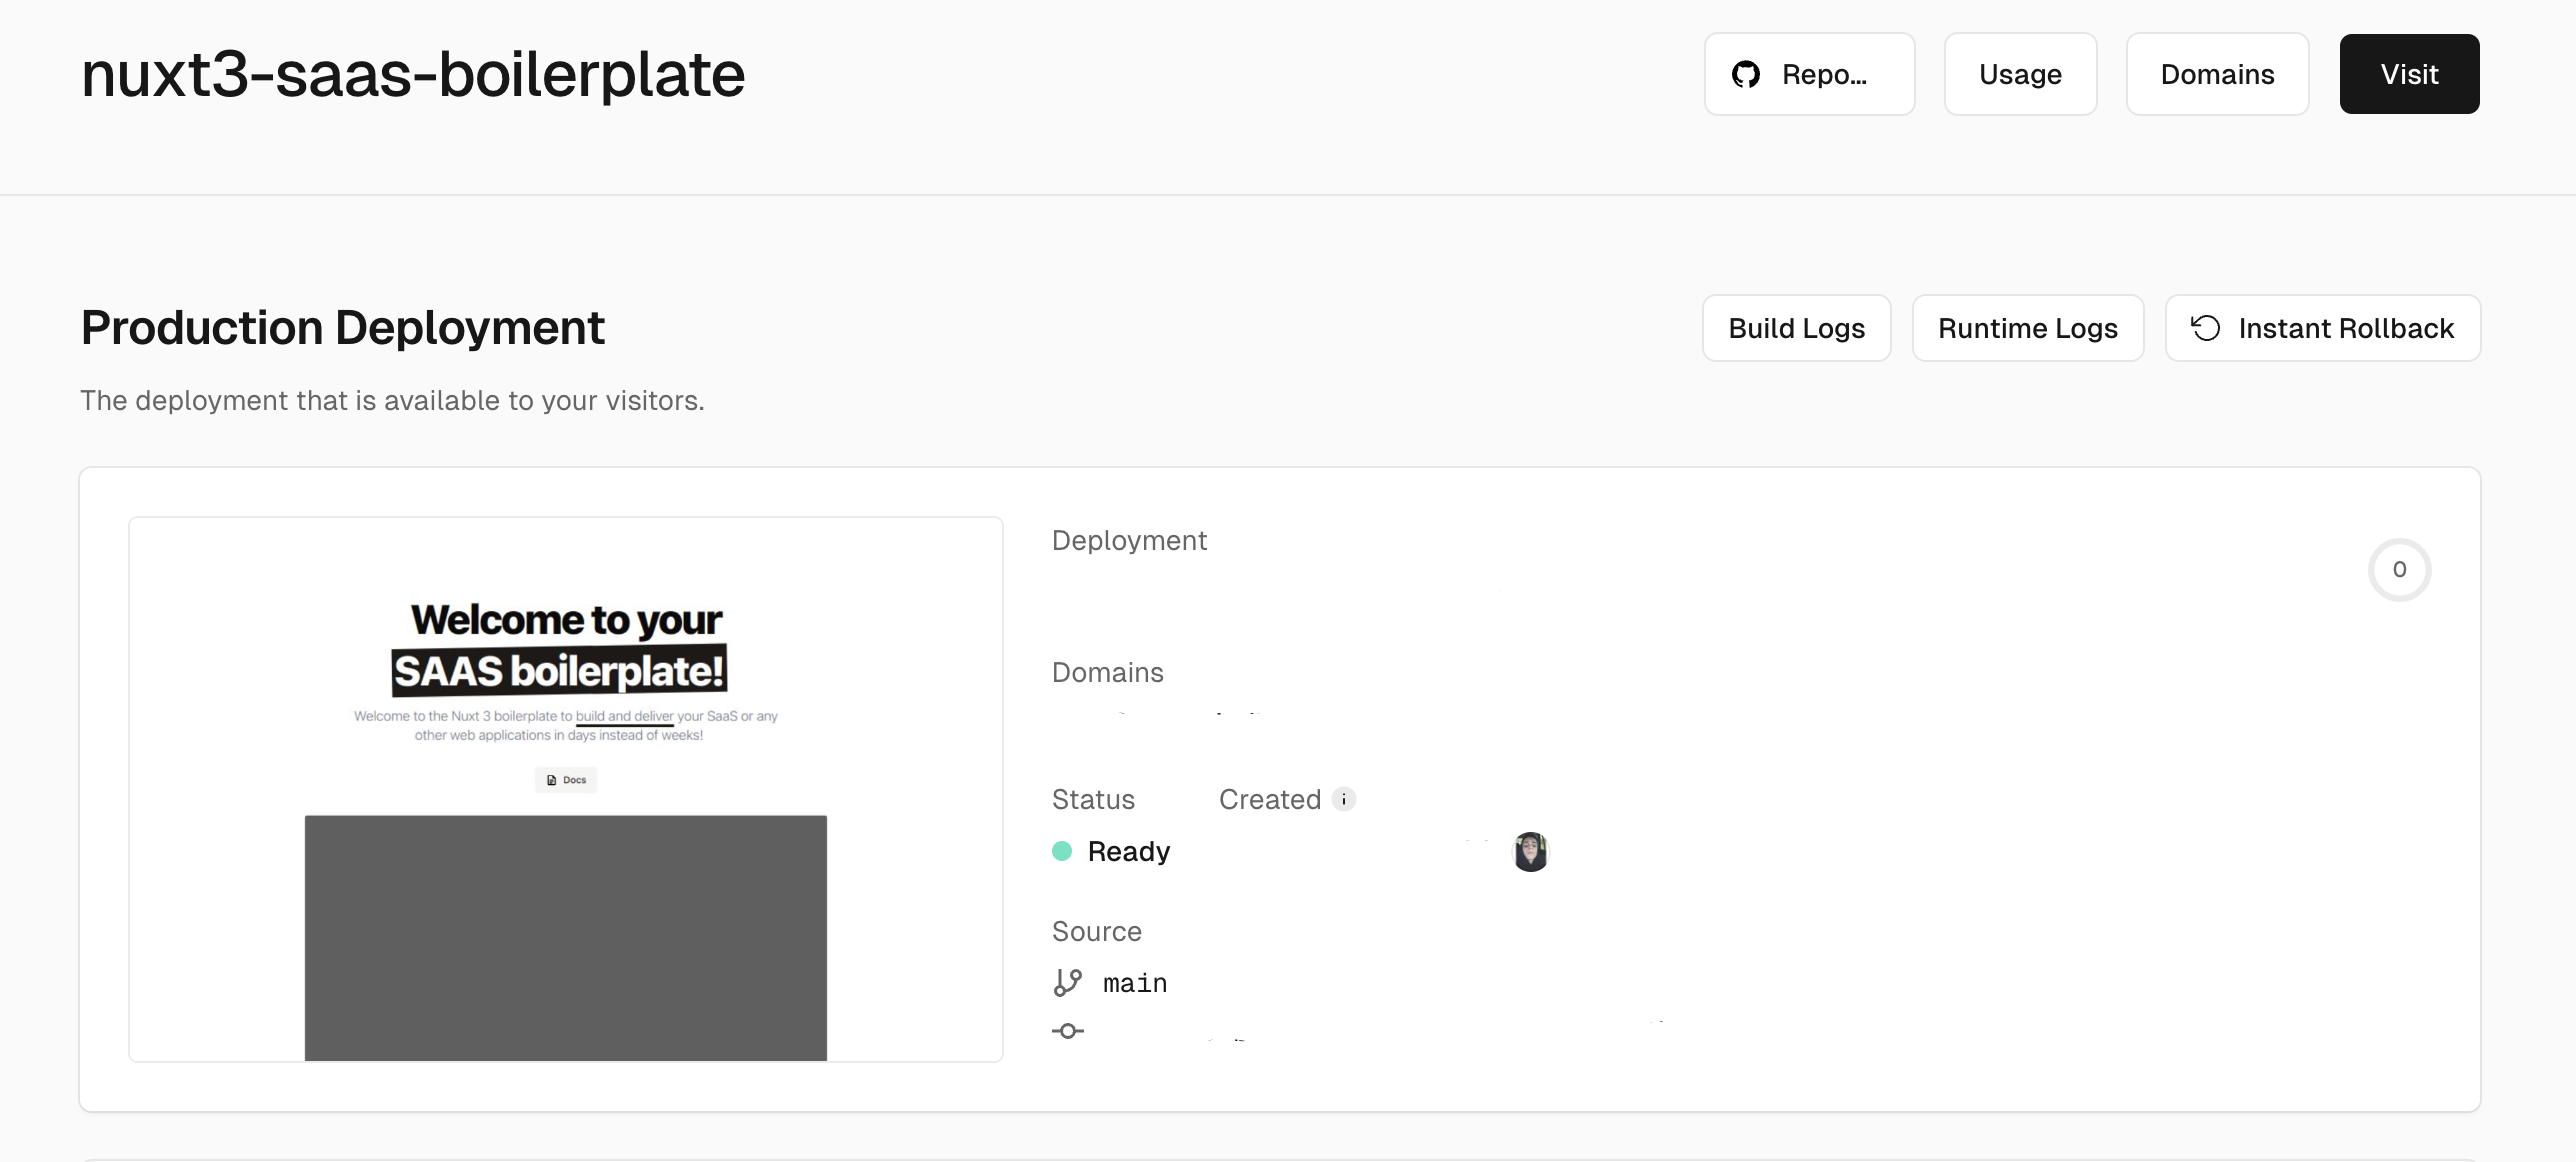 nuxt3-saas-boilerplate
Repo...
Usage
Domains
Visit
Production Deployment
Build Logs
Runtime Logs
Instant Rollback
The deployment that is available to your visitors.
Welcome to your
SAAS boilerplate!
Welcome to the Nuxt 3 boilerplate to build and deliver your SaaS or any
other web applications in days instead of weeks!
Docs
Deployment
0
Domains
Status
Created
Ready
Source
main